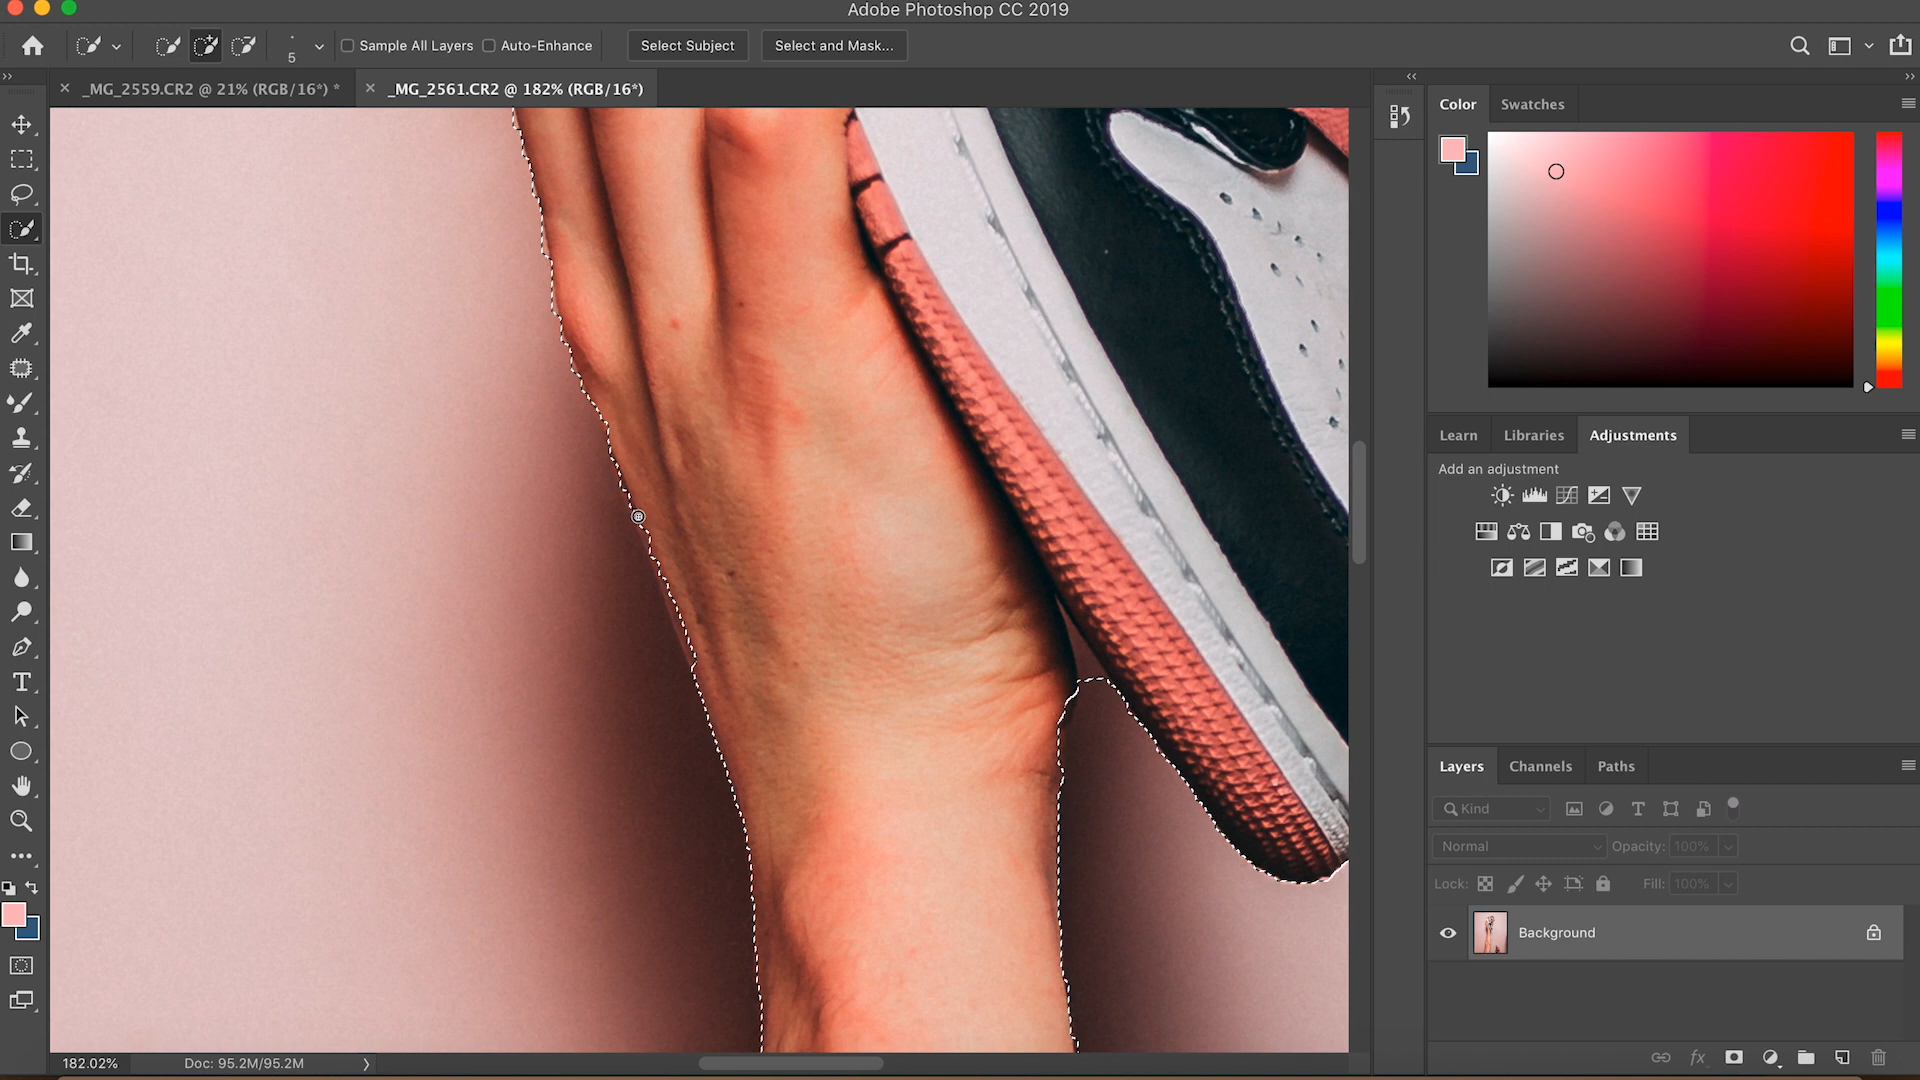 Adobe Photoshop CC 2019
5
Sample All Layers
Auto-Enhance
Select Subject
Select and Mask...
_MG_2559.CR2 @ 21% (RGB/16*) *
_MG_2561.CR2 @ 182% (RGB/16*)
Color
Swatches
Learn
Libraries
Adjustments
Add an adjustment
Layers
Channels
Paths
Kind
Normal
Opacity: 100%
Lock:
Fill: 100%
Background
fx
182.02%
Doc: 95.2M/95.2M